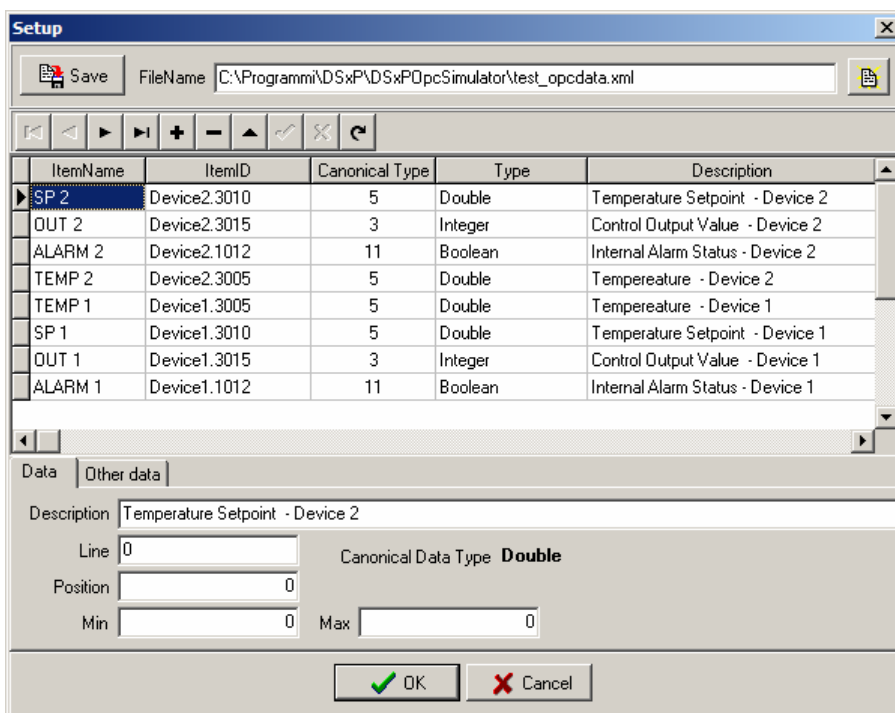 Setup
Save FileName C:\Programmi\DSxP\DSxPOpcSimulator\test_opcdata.xml
ItemName ItemID Canonical Type Type Description
SP 2 Device2.3010 5 Double Temperature Setpoint - Device 2
OUT 2 Device2.3015 3 Integer Control Output Value - Device 2
ALARM 2 Device2.1012 11 Boolean Internal Alarm Status - Device 2
TEMP 2 Device2.3005 5 Double Tempereature - Device 2
TEMP 1 Device1.3005 5 Double Tempereature - Device 1
SP 1 Device1.3010 5 Double Temperature Setpoint - Device 1
OUT 1 Device1.3015 3 Integer Control Output Value - Device 1
ALARM 1 Device1.1012 11 Boolean Internal Alarm Status - Device 1
Data Other data
Description Temperature Setpoint - Device 2
Line 0 Canonical Data Type Double
Position 0
Min 0 Max 0
OK Cancel